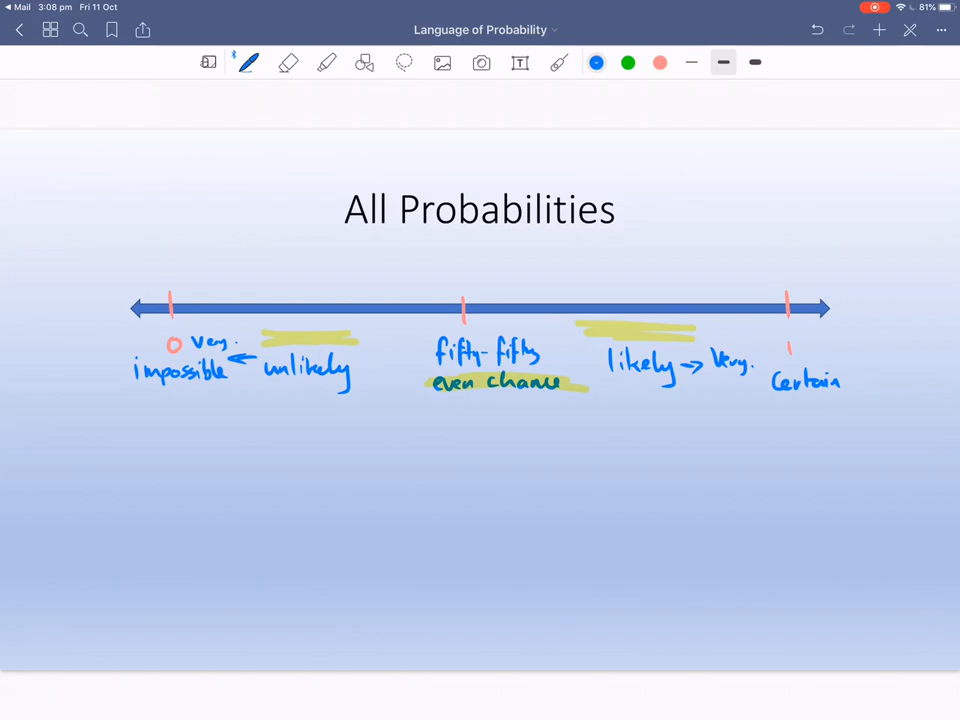 Mail 3:08 pm Fri 11 Oct 81%
Language of Probability
T
All Probabilities
0 very. unlikely fifty-fifty likely → very. 1
impossible ← even chance certain